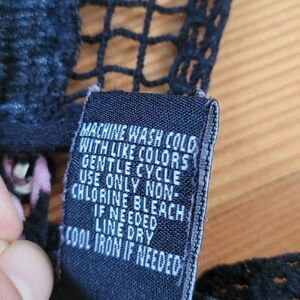 MACHINE WASH COLD
WITH LIKE COLORS
GENTLE CYCLE
USE ONLY NON-
CHLORINE BLEACH
IF NEEDED
LINE DRY
COOL IRON IF NEEDED